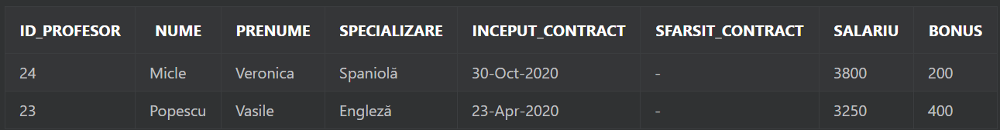 ID_PROFESOR NUME PRENUME SPECIALIZARE INCEPUT_CONTRACT SFARSIT_CONTRACT SALARIU BONUS
24 Micle Veronica Spaniolă 30-Oct-2020 - 3800 200
23 Popescu Vasile Engleză 23-Apr-2020 - 3250 400